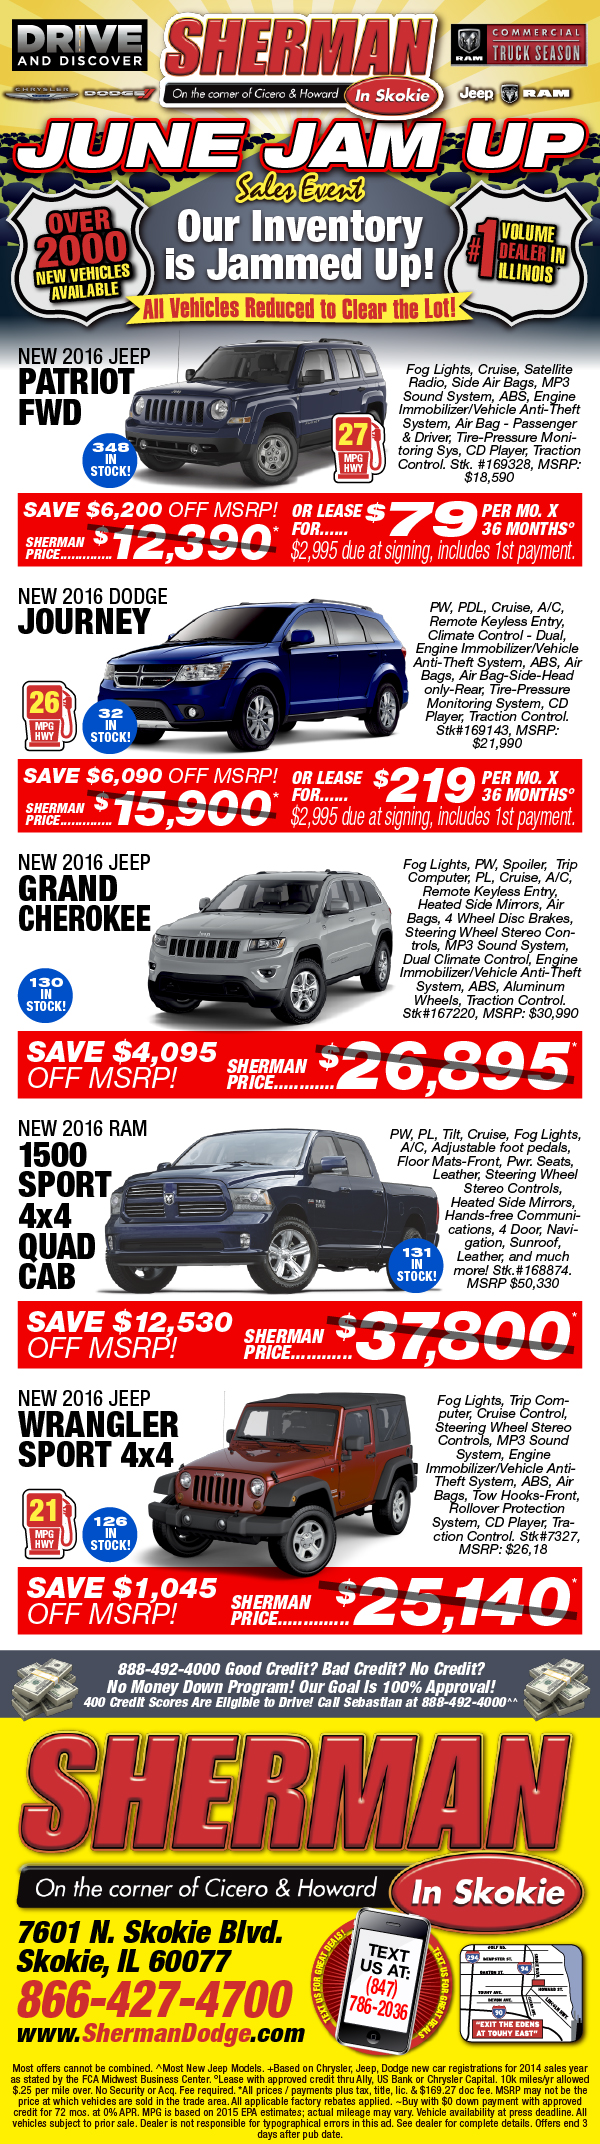 DRIVE
AND DISCOVER
SHERMAN
COMMERCIAL
RAM
TRUCK SEASON
CHRYSLER
DODGE
On the corner of Cicero & Howard
In Skokie
Jeep
RAM
JUNE JAM UP
Sales Event
OVER
2000
NEW VEHICLES
AVAILABLE
Our Inventory
is Jammed Up!
#1
VOLUME
DEALER IN
ILLINOIS
All Vehicles Reduced to Clear the Lot!
NEW 2016 JEEP
PATRIOT
FWD
348
IN
STOCK!
27
MPG
HWY
Fog Lights, Cruise, Satellite
Radio, Side Air Bags, MP3
Sound System, ABS, Engine
Immobilizer/Vehicle Anti-Theft
System, Air Bag - Passenger
& Driver, Tire-Pressure Moni-
toring Sys, CD Player, Traction
Control. Stk. #169328, MSRP:
$18,590
SAVE $6,200 OFF MSRP!
SHERMAN
PRICE............. $12,390*
OR LEASE
FOR...... $79 PER MO. X
36 MONTHS°
$2,995 due at signing, includes 1st payment.
NEW 2016 DODGE
JOURNEY
26
MPG
HWY
32
IN
STOCK!
PW, PDL, Cruise, A/C,
Remote Keyless Entry,
Climate Control - Dual,
Engine Immobilizer/Vehicle
Anti-Theft System, ABS, Air
Bags, Air Bag-Side-Head
only-Rear, Tire-Pressure
Monitoring System, CD
Player, Traction Control.
Stk#169143, MSRP:
$21,990
SAVE $6,090 OFF MSRP!
SHERMAN
PRICE............. $15,900*
OR LEASE
FOR...... $219 PER MO. X
36 MONTHS°
$2,995 due at signing, includes 1st payment.
NEW 2016 JEEP
GRAND
CHEROKEE
130
IN
STOCK!
Fog Lights, PW, Spoiler, Trip
Computer, PL, Cruise, A/C,
Remote Keyless Entry,
Heated Side Mirrors, Air
Bags, 4 Wheel Disc Brakes,
Steering Wheel Stereo Con-
trols, MP3 Sound System,
Dual Climate Control, Engine
Immobilizer/Vehicle Anti-Theft
System, ABS, Aluminum
Wheels, Traction Control.
Stk#167220, MSRP: $30,990
SAVE $4,095
OFF MSRP!
SHERMAN
PRICE............ $26,895*
NEW 2016 RAM
1500
SPORT
4x4
QUAD
CAB
131
IN
STOCK!
PW, PL, Tilt, Cruise, Fog Lights,
A/C, Adjustable foot pedals,
Floor Mats-Front, Pwr. Seats,
Leather, Steering Wheel
Stereo Controls,
Heated Side Mirrors,
Hands-free Communi-
cations, 4 Door, Navi-
gation, Sunroof,
Leather, and much
more! Stk.#168874.
MSRP $50,330
SAVE $12,530
OFF MSRP!
SHERMAN
PRICE............ $37,800*
NEW 2016 JEEP
WRANGLER
SPORT 4x4
21
MPG
HWY
126
IN
STOCK!
Fog Lights, Trip Com-
puter, Cruise Control,
Steering Wheel Stereo
Controls, MP3 Sound
System, Engine
Immobilizer/Vehicle Anti-
Theft System, ABS, Air
Bags, Tow Hooks-Front,
Rollover Protection
System, CD Player, Tra-
ction Control. Stk#7327,
MSRP: $26,18
SAVE $1,045
OFF MSRP!
SHERMAN
PRICE.............. $25,140*
888-492-4000 Good Credit? Bad Credit? No Credit?
No Money Down Program! Our Goal Is 100% Approval!
400 Credit Scores Are Eligible to Drive! Call Sebastian at 888-492-4000^^
SHERMAN
On the corner of Cicero & Howard
In Skokie
7601 N. Skokie Blvd.
Skokie, IL 60077
866-427-4700
www.ShermanDodge.com
TEXT US FOR GREAT DEALS!
TEXT
US AT:
(847)
786-2036
TEXT US FOR GREAT DEALS
GOLF RD.
294
DEMPSTER ST.
94
OAKTON ST.
HOWARD ST.
TOUHY AVE.
DEVON AVE.
90
"EXIT THE EDENS
AT TOUHY EAST"
Most offers cannot be combined. ^Most New Jeep Models. +Based on Chrysler, Jeep, Dodge new car registrations for 2014 sales year
as stated by the FCA Midwest Business Center. °Lease with approved credit thru Ally, US Bank or Chrysler Capital. 10k miles/yr allowed
$.25 per mile over. No Security or Acq. Fee required. *All prices / payments plus tax, title, lic. & $169.27 doc fee. MSRP may not be the
price at which vehicles are sold in the trade area. All applicable factory rebates applied. ~Buy with $0 down payment with approved
credit for 72 mos. at 0% APR. MPG is based on 2015 EPA estimates; actual mileage may vary. Vehicle availability at press deadline. All
vehicles subject to prior sale. Dealer is not responsible for typographical errors in this ad. See dealer for complete details. Offers end 3
days after pub date.